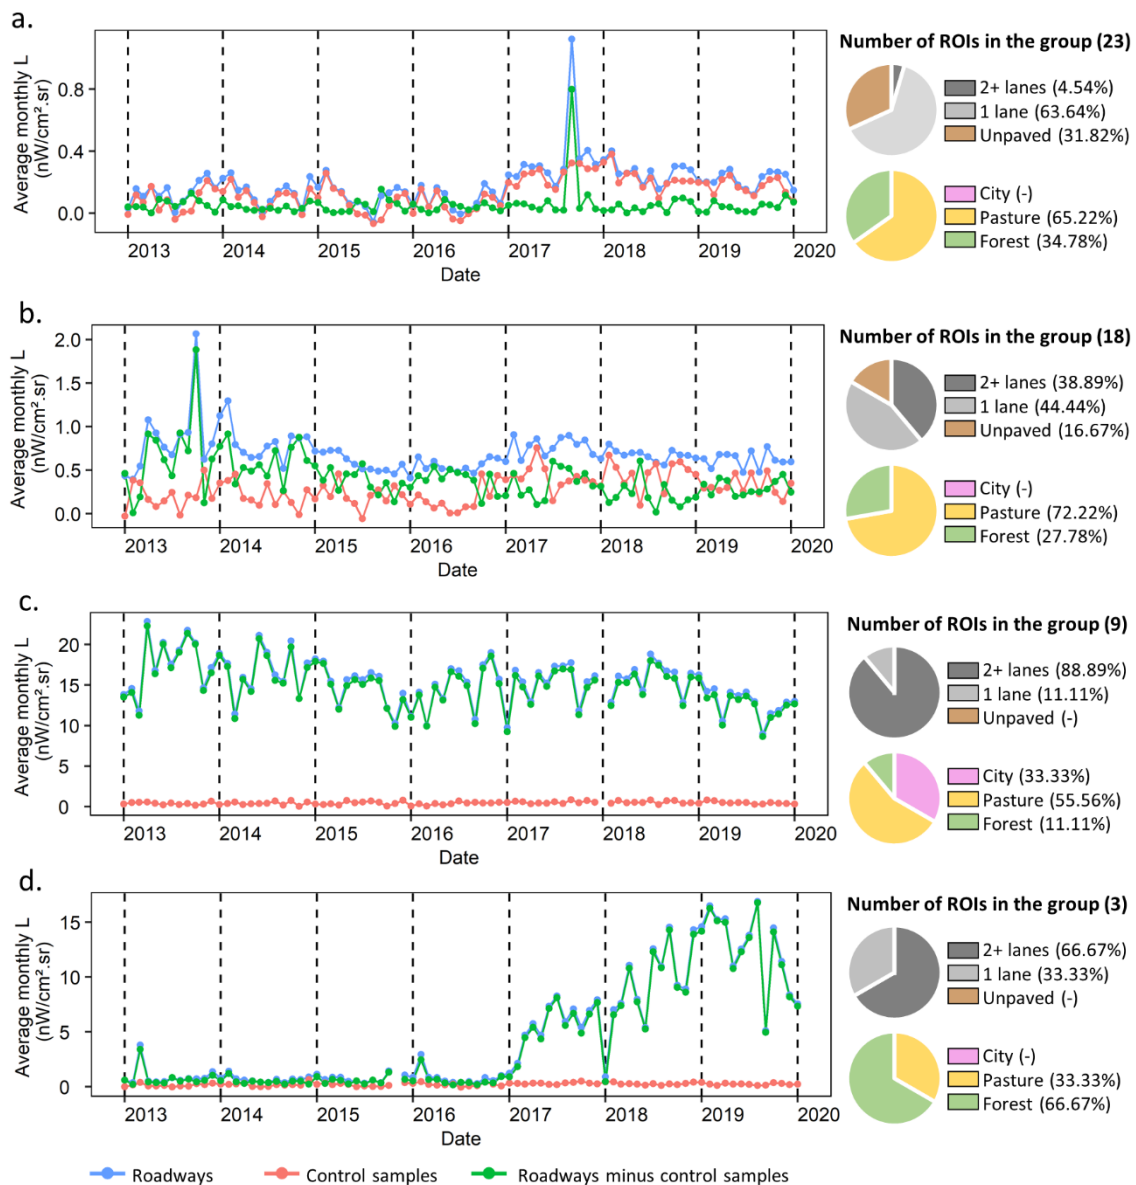 a.
Average monthly L
(nW/cm².sr)
0.8
0.4
0.0
2013 2014 2015 2016 2017 2018 2019 2020
Date
Number of ROIs in the group (23)
2+ lanes (4.54%)
1 lane (63.64%)
Unpaved (31.82%)
City (-)
Pasture (65.22%)
Forest (34.78%)
b.
Average monthly L
(nW/cm².sr)
2.0
1.5
1.0
0.5
0.0
2013 2014 2015 2016 2017 2018 2019 2020
Date
Number of ROIs in the group (18)
2+ lanes (38.89%)
1 lane (44.44%)
Unpaved (16.67%)
City (-)
Pasture (72.22%)
Forest (27.78%)
c.
Average monthly L
(nW/cm².sr)
20
15
10
5
0
2013 2014 2015 2016 2017 2018 2019 2020
Date
Number of ROIs in the group (9)
2+ lanes (88.89%)
1 lane (11.11%)
Unpaved (-)
City (33.33%)
Pasture (55.56%)
Forest (11.11%)
d.
Average monthly L
(nW/cm².sr)
15
10
5
0
2013 2014 2015 2016 2017 2018 2019 2020
Date
Number of ROIs in the group (3)
2+ lanes (66.67%)
1 lane (33.33%)
Unpaved (-)
City (-)
Pasture (33.33%)
Forest (66.67%)
Roadways Control samples Roadways minus control samples